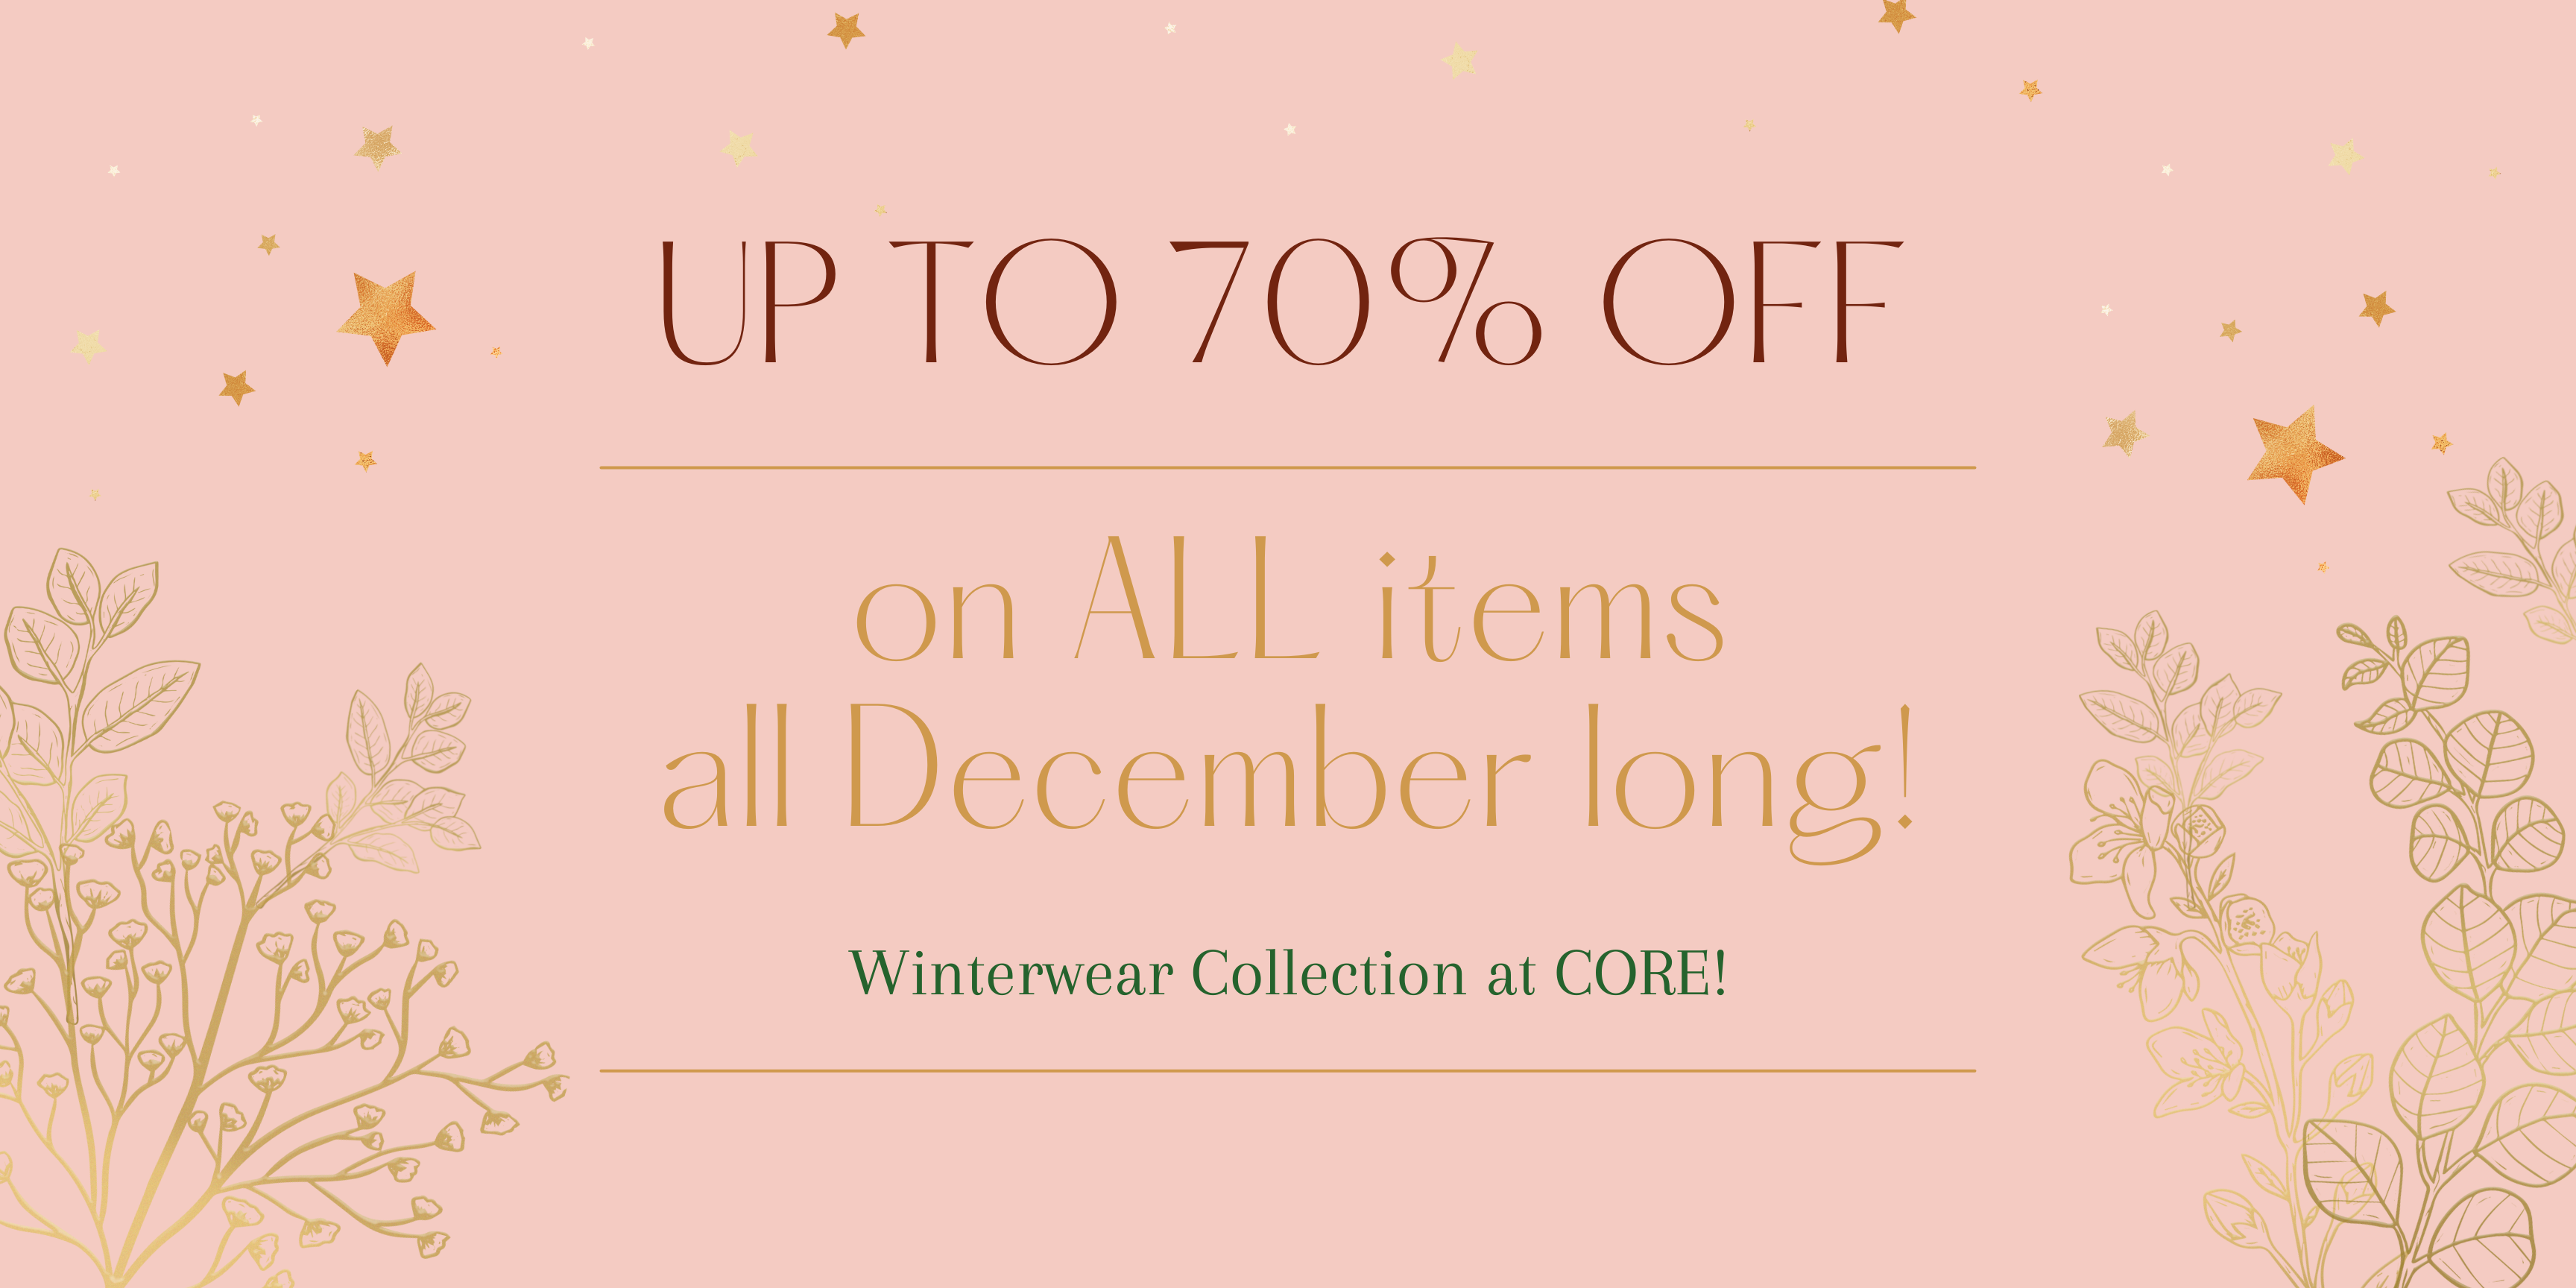 UP TO 70% OFF
on ALL items
all December long!
Winterwear Collection at CORE!